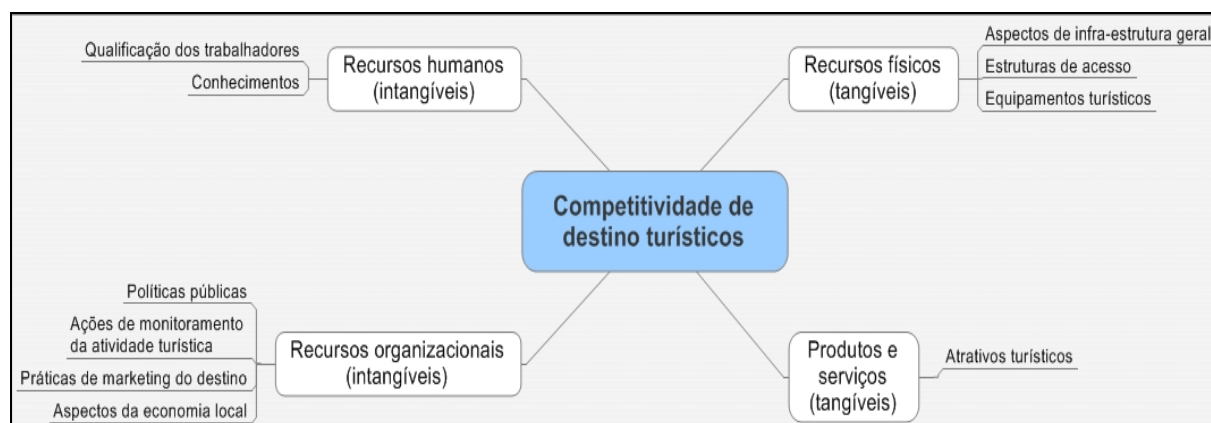 Qualificação dos trabalhadores
Conhecimentos
Recursos humanos
(intangíveis)
Recursos físicos
(tangíveis)
Aspectos de infra-estrutura geral
Estruturas de acesso
Equipamentos turísticos
Competitividade de
destino turísticos
Políticas públicas
Ações de monitoramento
da atividade turística
Práticas de marketing do destino
Aspectos da economia local
Recursos organizacionais
(intangíveis)
Produtos e
serviços
(tangíveis)
Atrativos turísticos